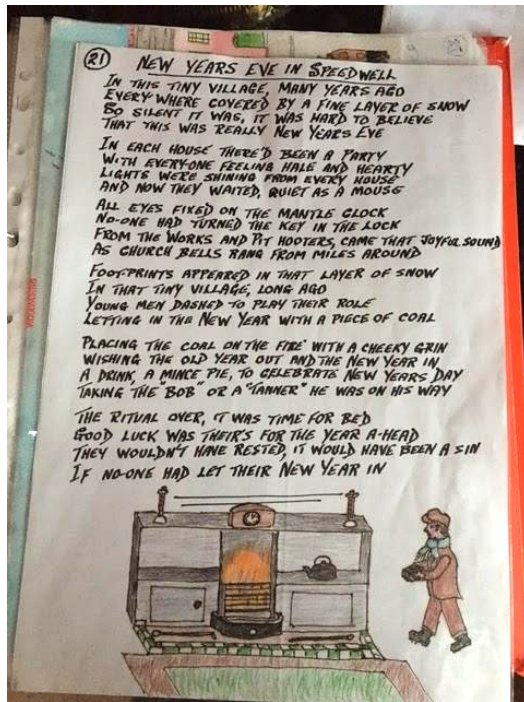 21
NEW YEARS EVE IN SPEEDWELL
IN THIS TINY VILLAGE, MANY YEARS AGO
EVERY WHERE COVERED BY A FINE LAYER OF SNOW
SO SILENT IT WAS, IT WAS HARD TO BELIEVE
THAT THIS WAS REALLY NEW YEARS EVE
IN EACH HOUSE THERE'D BEEN A PARTY
WITH EVERY-ONE FEELING HALE AND HEARTY
LIGHTS WERE SHINING FROM EVERY HOUSE
AND NOW THEY WAITED, QUIET AS A MOUSE
ALL EYES FIXED ON THE MANTLE CLOCK
NO-ONE HAD TURNED THE KEY IN THE LOCK
FROM THE WORKS AND PIT HOOTERS, CAME THAT JOYFUL SOUND
AS CHURCH BELLS RANG FROM MILES AROUND
FOOT-PRINTS APPEARED IN THAT LAYER OF SNOW
IN THAT TINY VILLAGE, LONG AGO
YOUNG MEN DASHED TO PLAY THEIR ROLE
LETTING IN THE NEW YEAR WITH A PIECE OF COAL
PLACING THE COAL ON THE FIRE WITH A CHEEKY GRIN
WISHING THE OLD YEAR OUT AND THE NEW YEAR IN
A DRINK, A MINCE PIE, TO CELEBRATE NEW YEARS DAY
TAKING THE "BOB" OR A "TANNER" HE WAS ON HIS WAY
THE RITUAL OVER, IT WAS TIME FOR BED
GOOD LUCK WAS THEIR'S FOR THE YEAR A-HEAD
THEY WOULDN'T HAVE RESTED, IT WOULD HAVE BEEN A SIN
IF NO-ONE HAD LET THEIR NEW YEAR IN